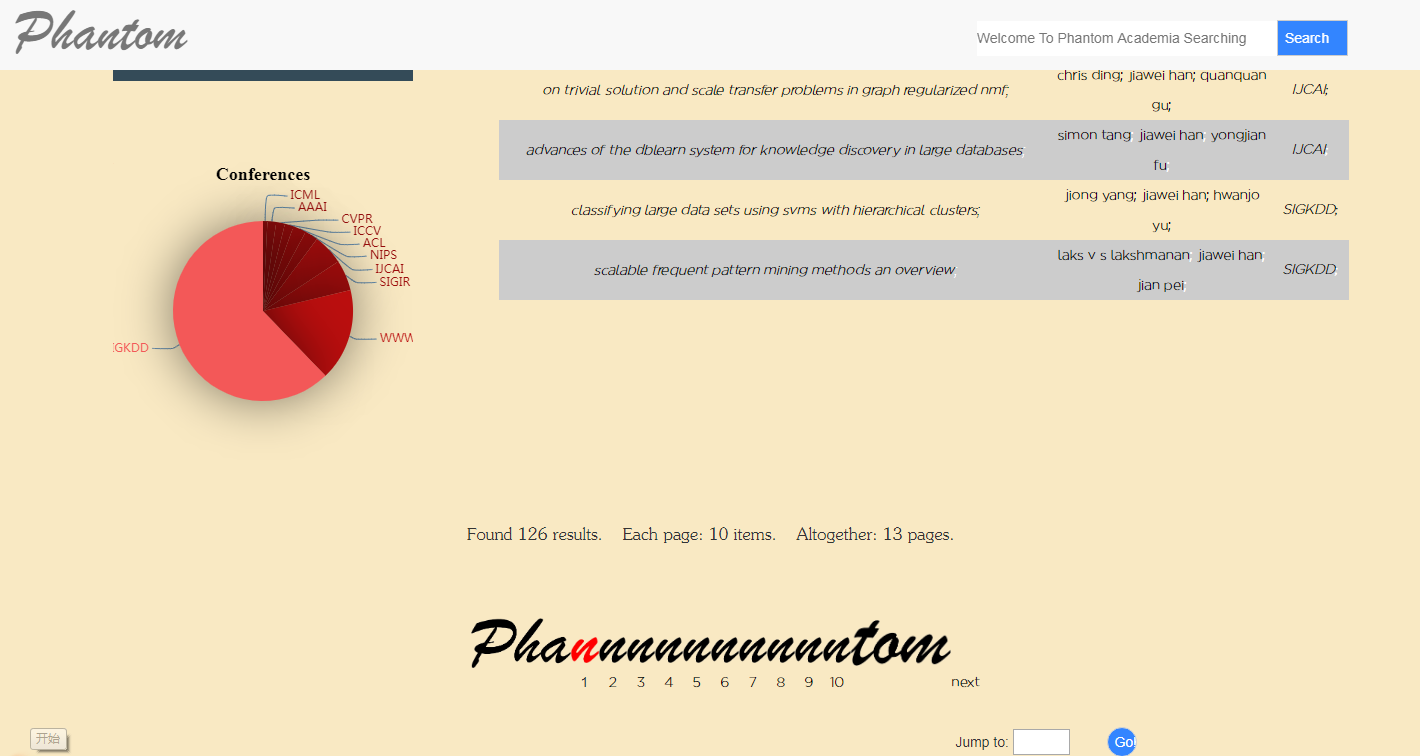 Phantom
Welcome To Phantom Academia Searching
Search
on trivial solution and scale transfer problems in graph regularized nmf;
chris ding; jiawei han; quanquan
gu;
IJCAI;
advances of the dblearn system for knowledge discovery in large databases;
simon tang; jiawei han; yongjian
fu;
IJCAI;
classifying large data sets using svms with hierarchical clusters;
jiong yang; jiawei han; hwanjo
yu;
SIGKDD;
scalable frequent pattern mining methods an overview;
laks v s lakshmanan; jiawei han;
jian pei;
SIGKDD;
Conferences
ICML
AAAI
CVPR
ICCV
ACL
NIPS
IJCAI
SIGIR
WWW
IGKDD
Found 126 results. Each page: 10 items. Altogether: 13 pages.
Phannnnnnnnnntom
1 2 3 4 5 6 7 8 9 10 next
开始
Jump to:
Go!